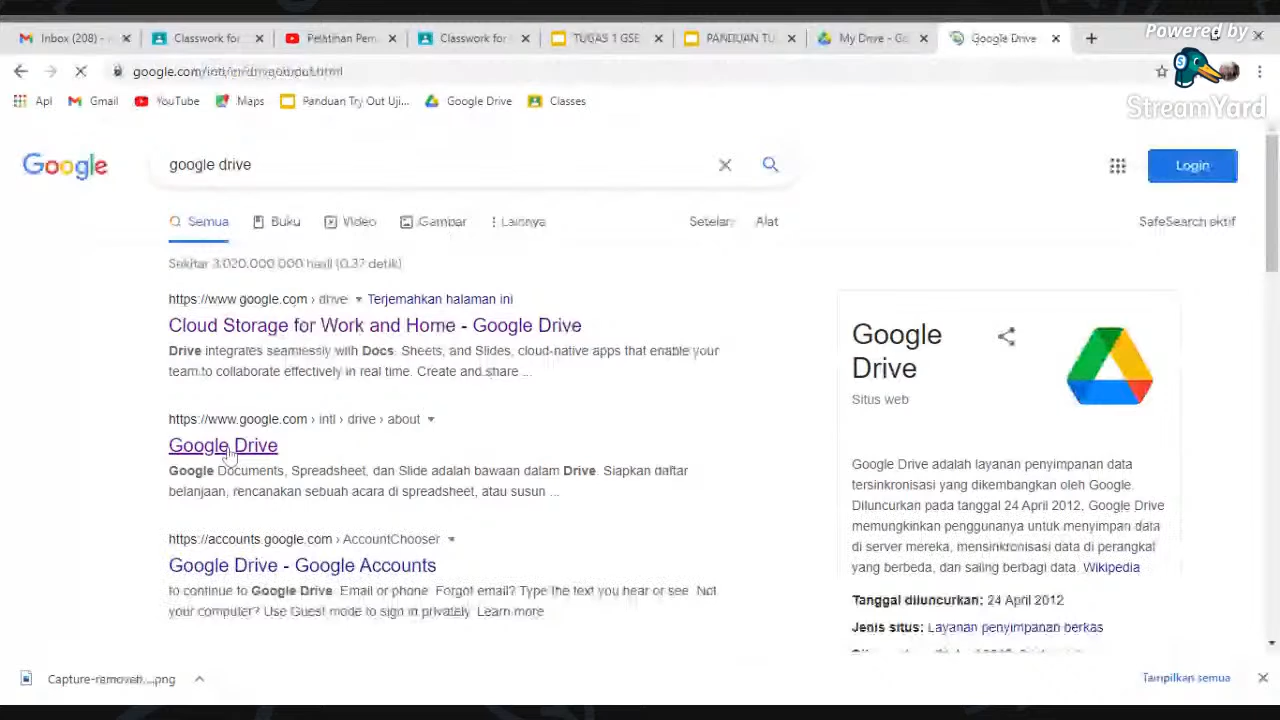 Powered by
StreamYard
Inbox (208) -
Classwork for
Pelatihan Pem
Classwork for
TUGAS 1 GSE
PANDUAN TU
My Drive - Go
Google Drive
Apl
Gmail
YouTube
Maps
Panduan Try Out Uji...
Google Drive
Classes
Google
google drive
Login
Semua
Buku
Video
Gambar
Lainnya
Setelan
Alat
SafeSearch aktif
Sekitar 3.020.000.000 hasil (0,37 detik)
https://www.google.com › drive
Terjemahkan halaman ini
Cloud Storage for Work and Home - Google Drive
Drive integrates seamlessly with Docs, Sheets, and Slides, cloud-native apps that enable your
team to collaborate effectively in real time. Create and share ...
https://www.google.com › intl › drive › about
Google Drive
Google Documents, Spreadsheet, dan Slide adalah bawaan dalam Drive. Siapkan daftar
belanjaan, rencanakan sebuah acara di spreadsheet, atau susun ...
https://accounts.google.com › AccountChooser
Google Drive - Google Accounts
to continue to Google Drive. Email or phone. Forgot email? Type the text you hear or see. Not
your computer? Use Guest mode to sign in privately. Learn more
Google
Drive
Situs web
Google Drive adalah layanan penyimpanan data
tersinkronisasi yang dikembangkan oleh Google.
Diluncurkan pada tanggal 24 April 2012, Google Drive
memungkinkan penggunanya untuk menyimpan data
di server mereka, mensinkronisasi data di perangkat
yang berbeda, dan saling berbagi data. Wikipedia
Tanggal diluncurkan: 24 April 2012
Jenis situs: Layanan penyimpanan berkas
Tampilkan semua